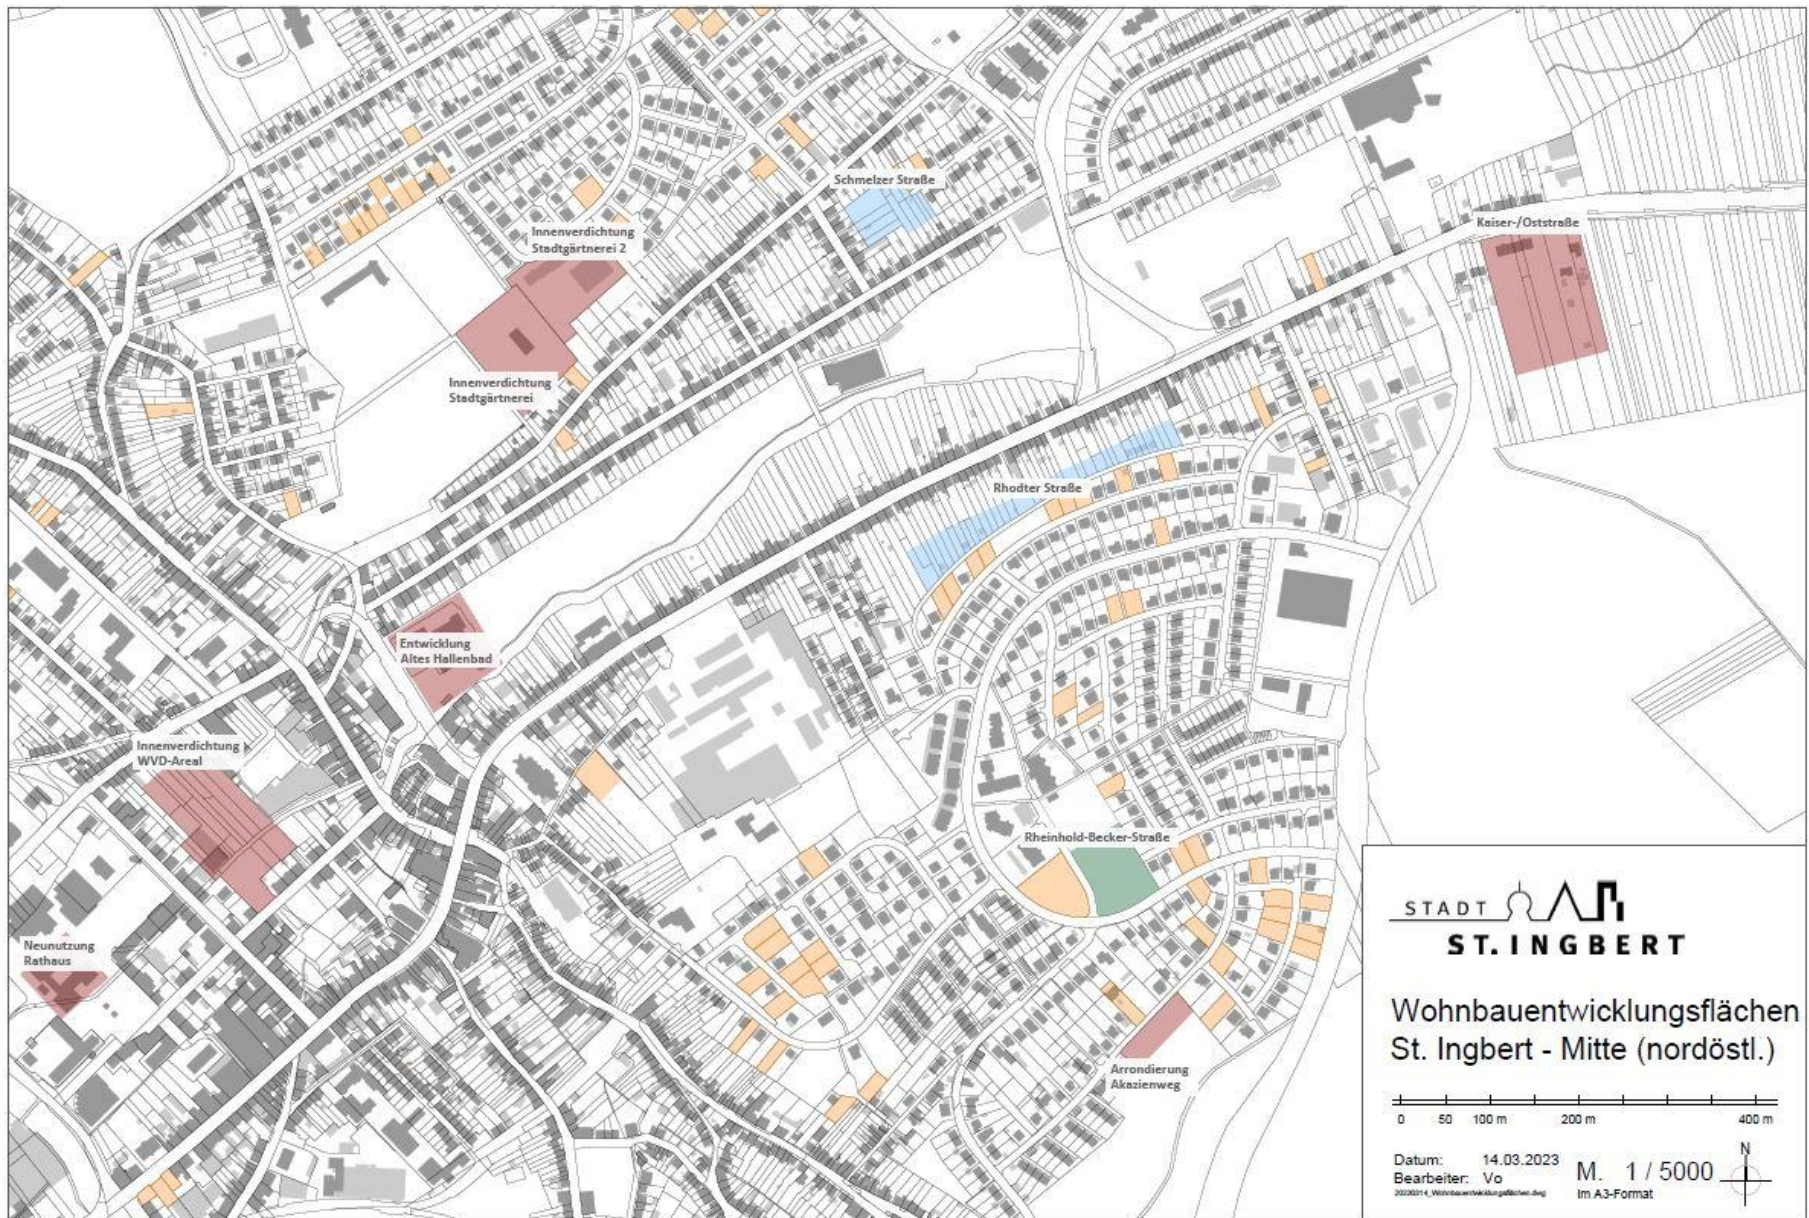 Schmelzer Straße
Kaiser-/Oststraße
Innenverdichtung
Stadtgärtnerei 2
Innenverdichtung
Stadtgärtnerei
Rhodter Straße
Entwicklung
Altes Hallenbad
Innenverdichtung
WVD-Areal
Rheinhold-Becker-Straße
Neunutzung
Rathaus
Arrondierung
Akazienweg
STADT
ST. INGBERT
Wohnbauentwicklungsflächen
St. Ingbert - Mitte (nordöstl.)
0 50 100 m 200 m 400 m
Datum: 14.03.2023
Bearbeiter: Vo
20230314_Wohnbauentwicklungsflächen.dwg
M. 1 / 5000
Im A3-Format
N